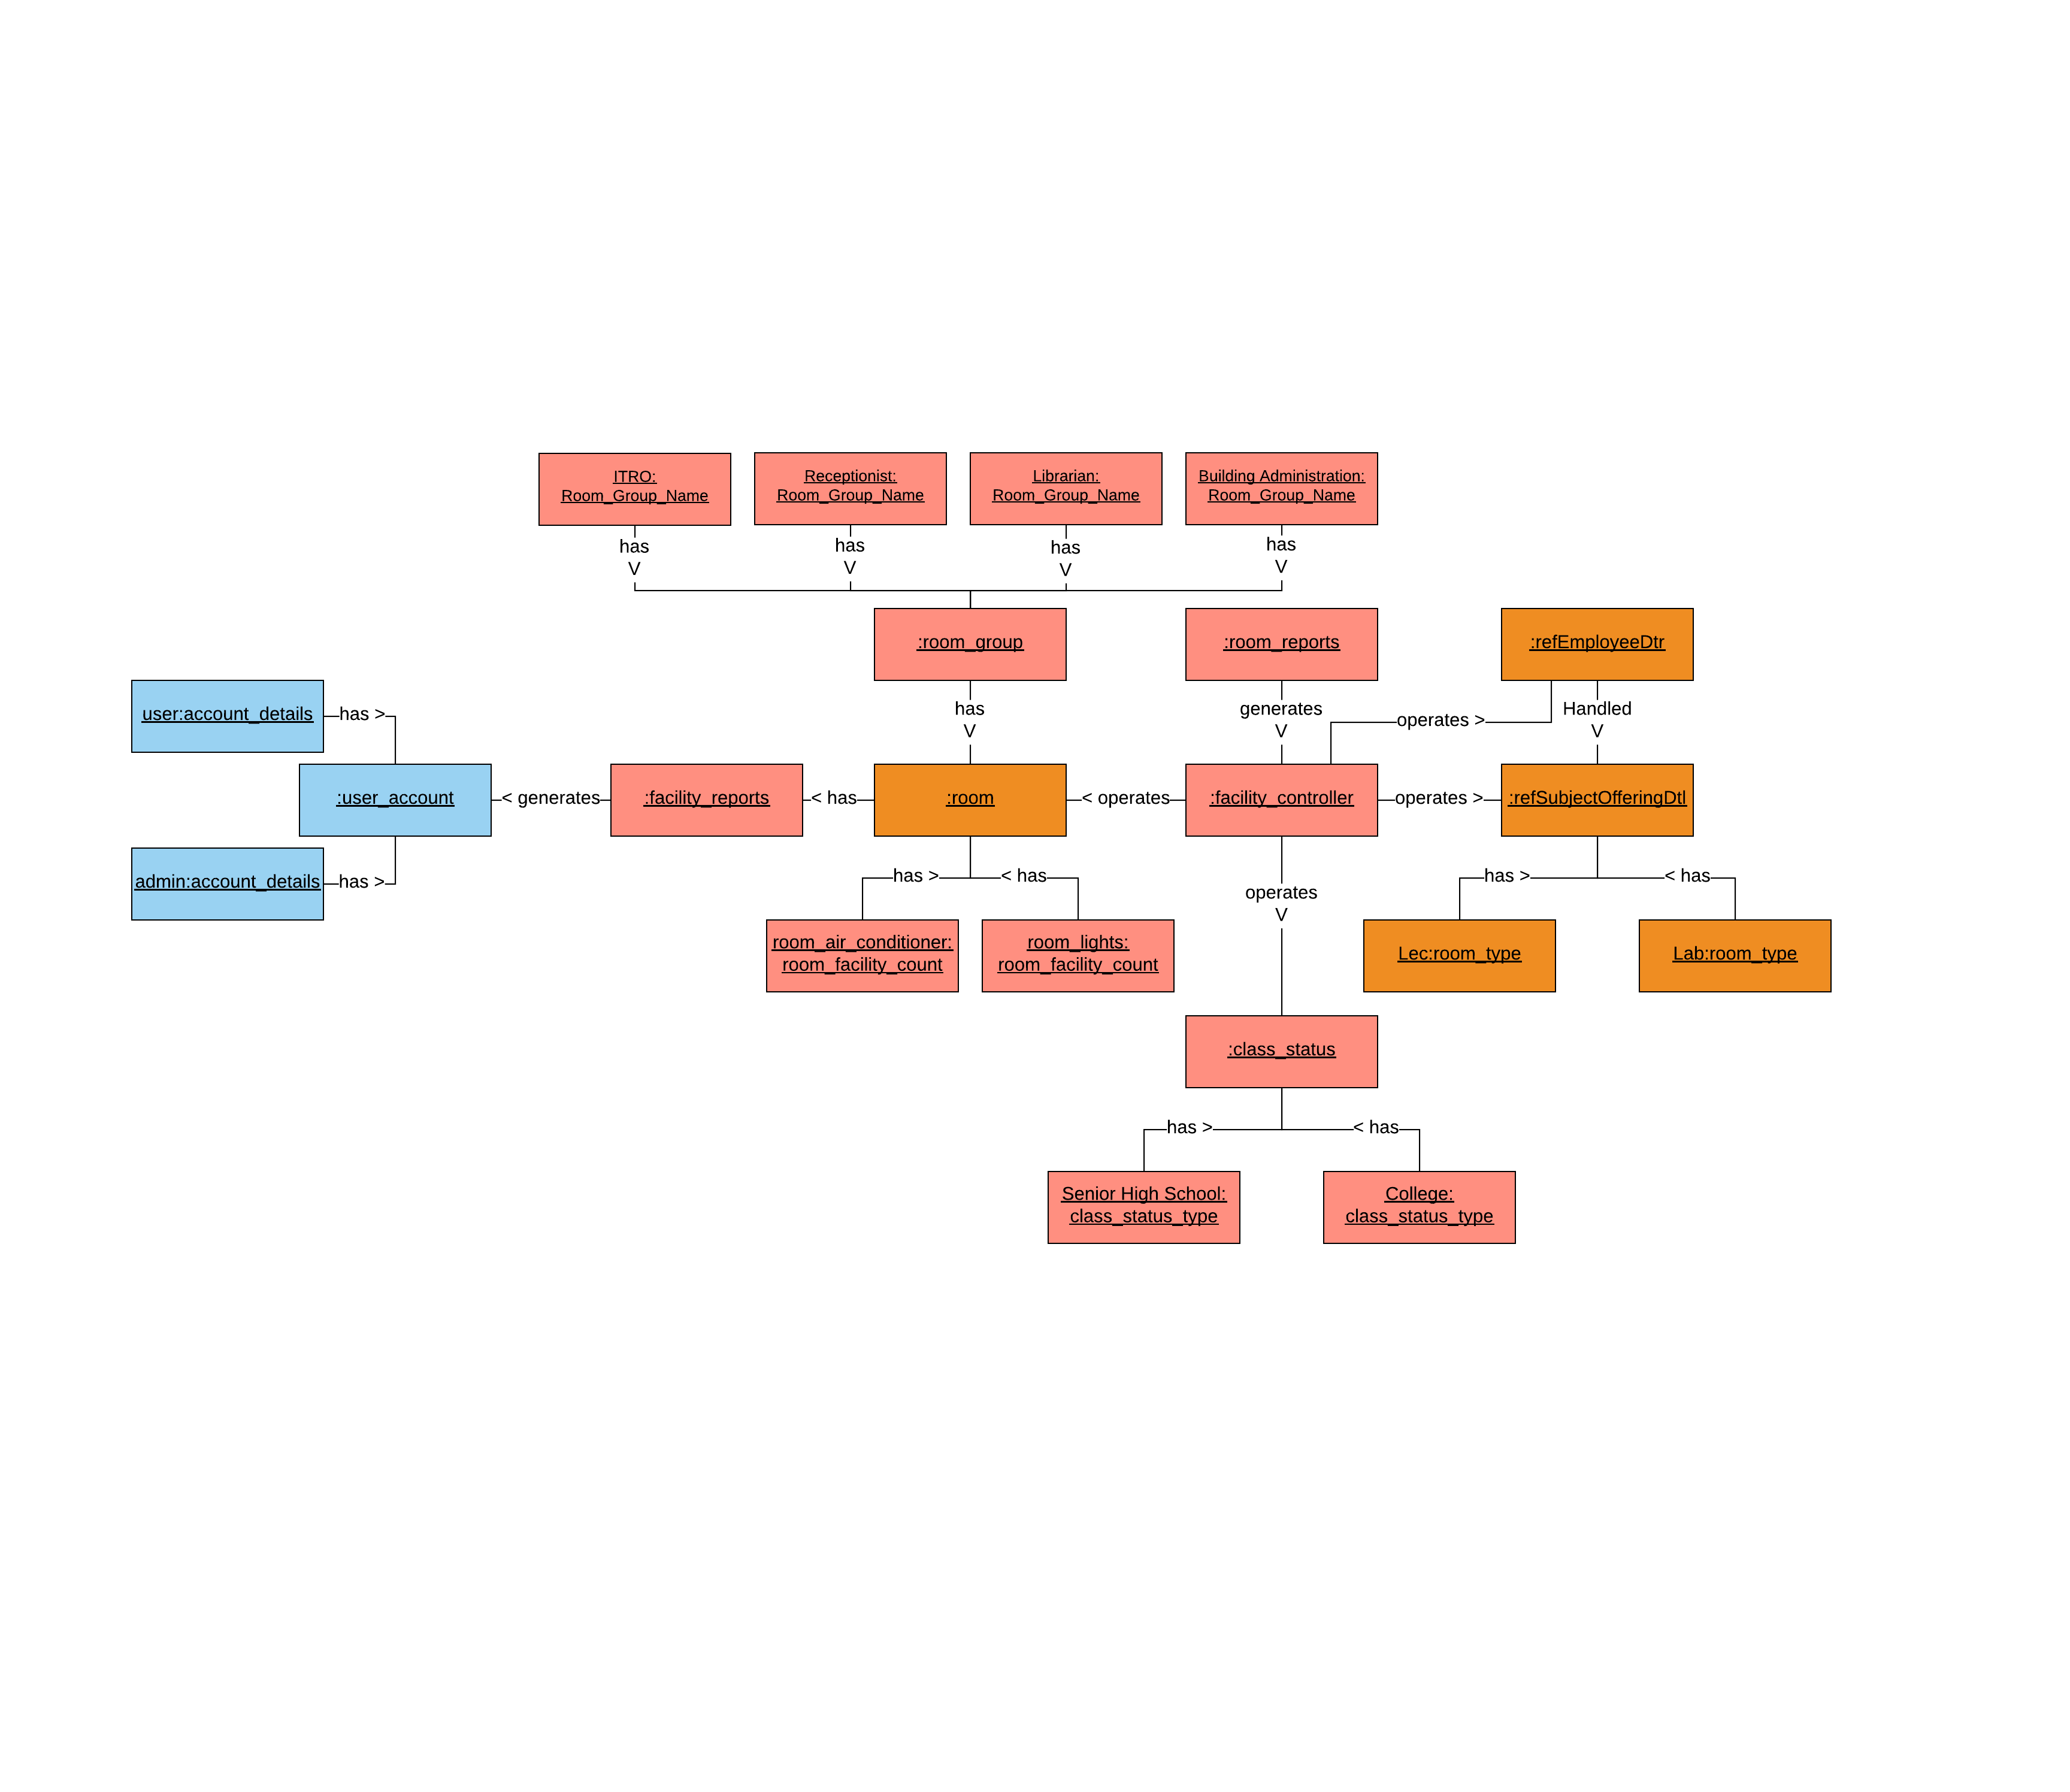 ITRO:
Room_Group_Name
Receptionist:
Room_Group_Name
Librarian:
Room_Group_Name
Building Administration:
Room_Group_Name
has
V
has
V
has
V
has
V
:room_group
:room_reports
:refEmployeeDtr
user:account_details
has >
has
V
generates
V
operates >
Handled
V
:user_account
< generates
:facility_reports
< has
:room
< operates
:facility_controller
operates >
:refSubjectOfferingDtl
admin:account_details
has >
has >
< has
operates
V
has >
< has
room_air_conditioner:
room_facility_count
room_lights:
room_facility_count
Lec:room_type
Lab:room_type
:class_status
has >
< has
Senior High School:
class_status_type
College:
class_status_type